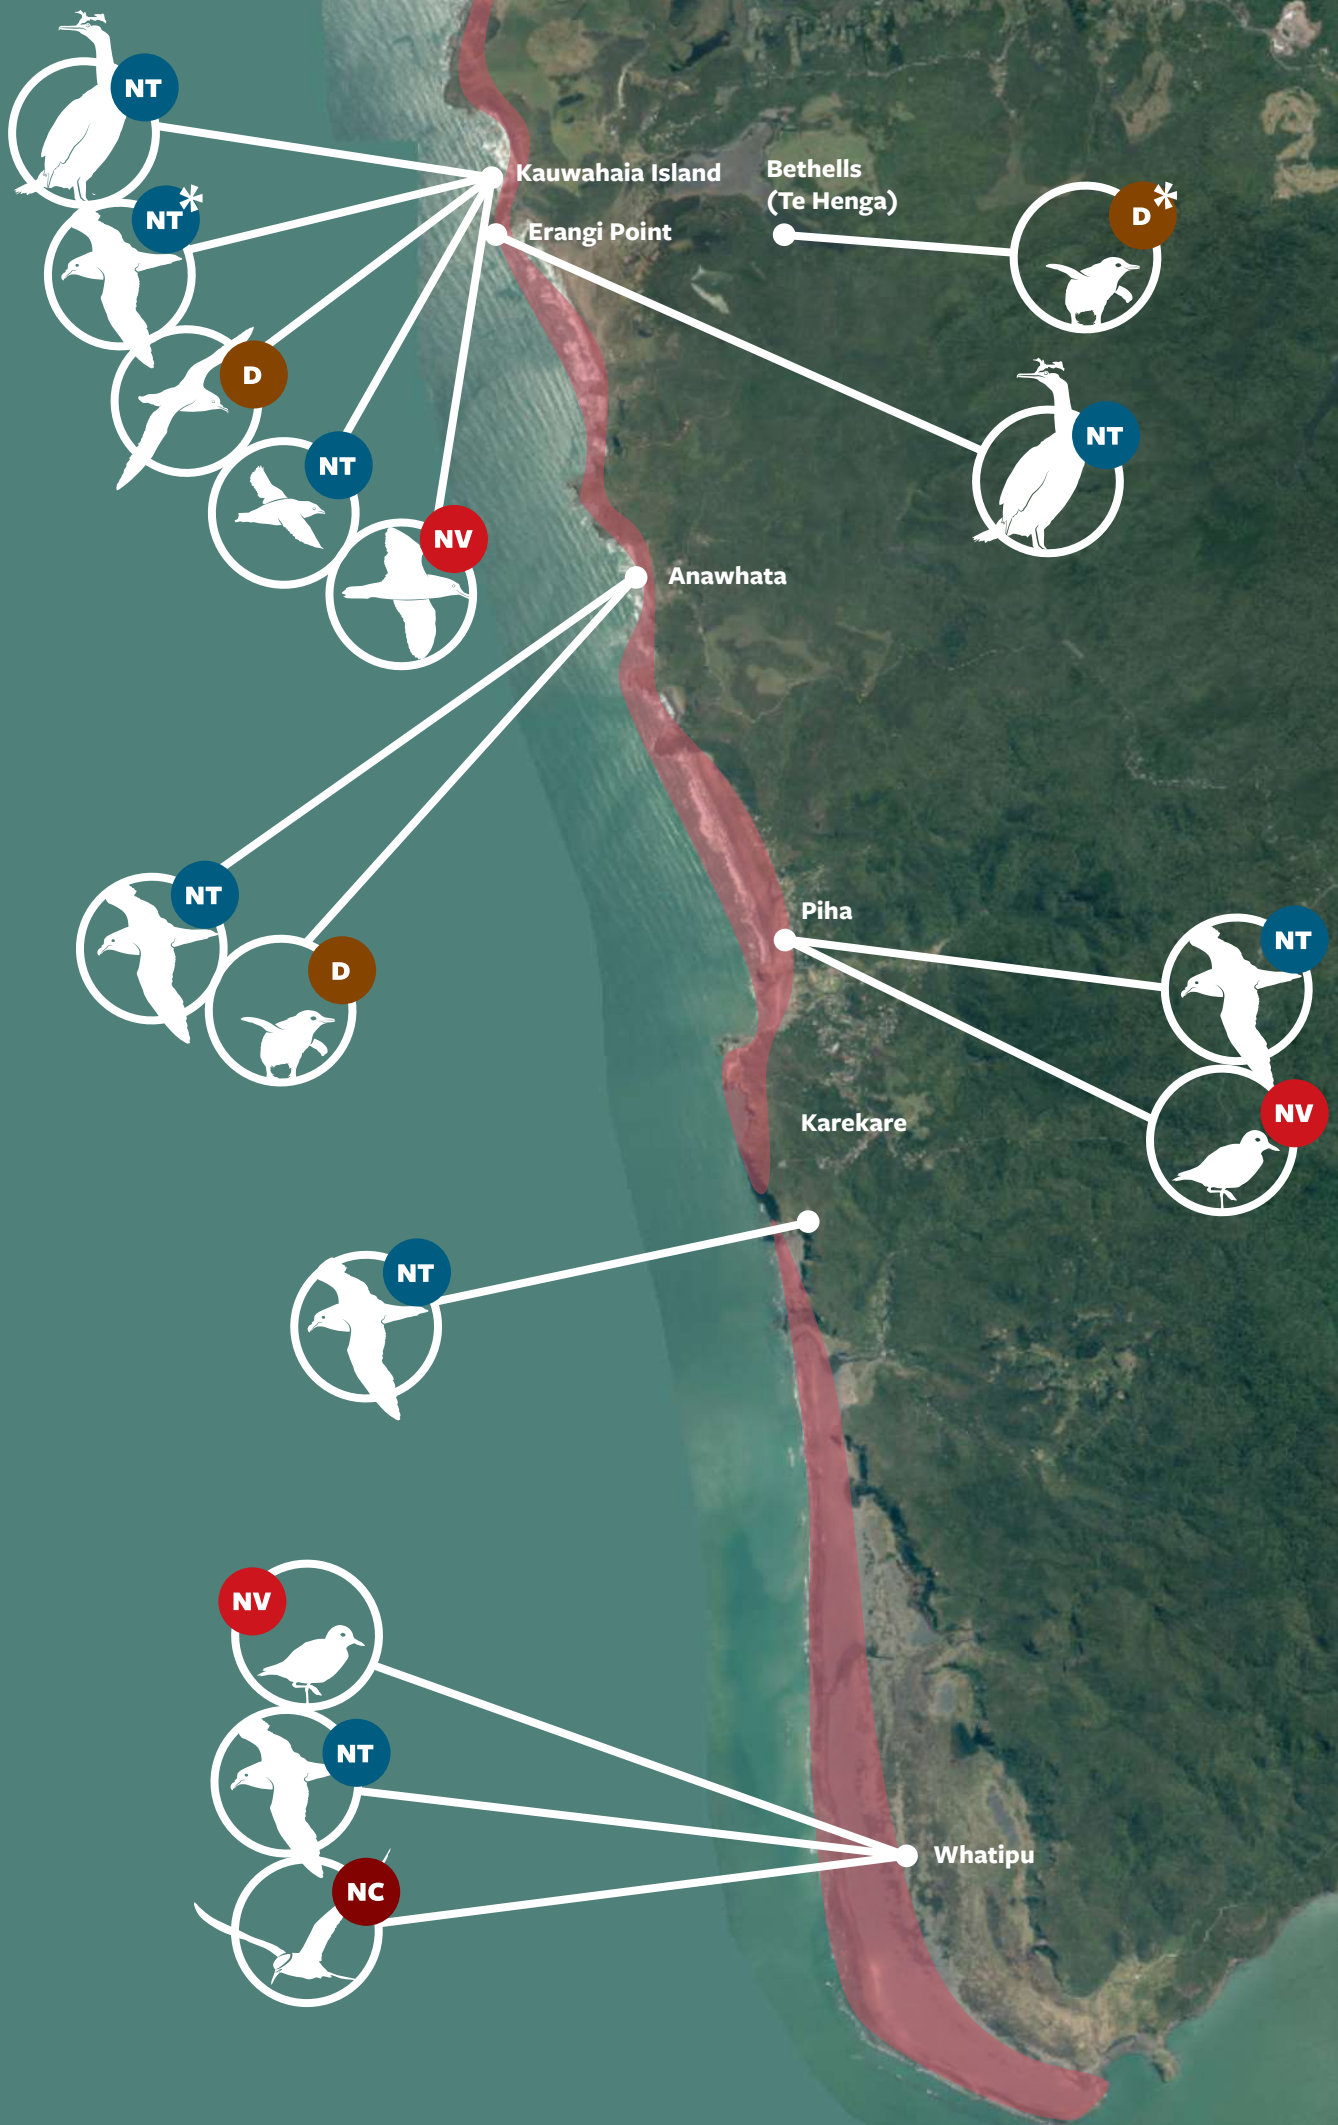 NT
NT*
D
NT
NV
Kauwahaia Island
Erangi Point
Bethells
(Te Henga)
D*
NT
Anawhata
NT
D
Piha
NT
NV
Karekare
NT
NV
NT
NC
Whatipu